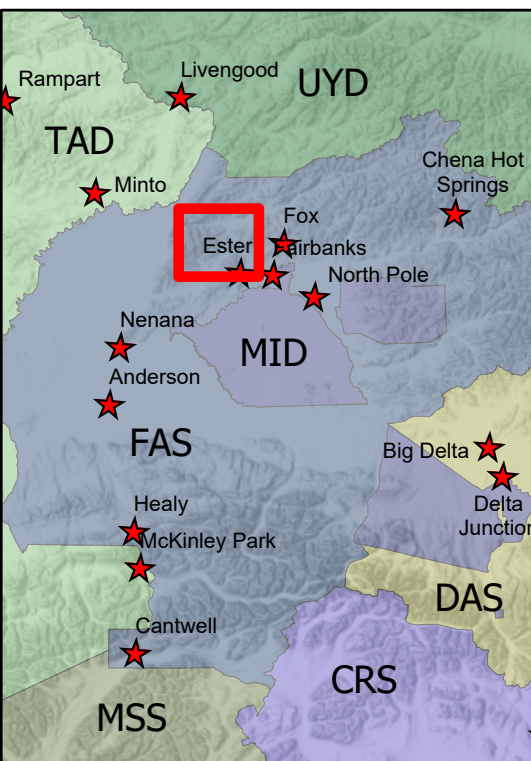 Rampart
Livengood
UYD
TAD
Chena Hot
Springs
Minto
Fox
Ester
Fairbanks
North Pole
Nenana
MID
Anderson
FAS
Big Delta
Delta
Junction
Healy
McKinley Park
DAS
Cantwell
CRS
MSS